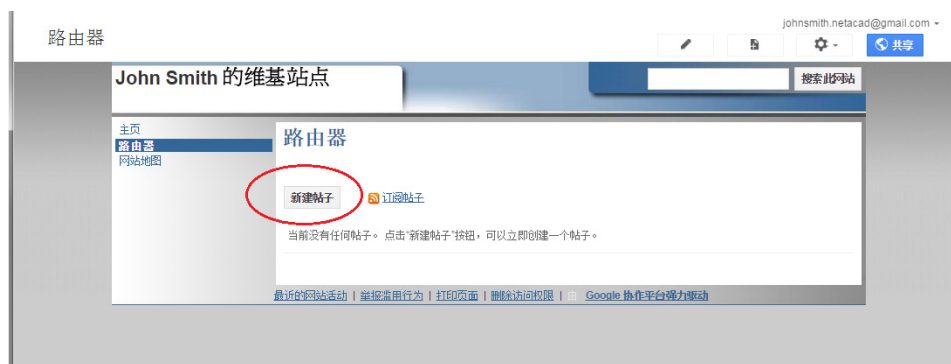 johnsmith.netacad@gmail.com
路由器
共享
John Smith 的维基站点
搜索此网站
主页
路由器
网站地图
路由器
新建帖子 订阅帖子
当前没有任何帖子。 点击"新建帖子"按钮，可以立即创建一个帖子。
最近的网站活动 | 举报滥用行为 | 打印页面 | 删除访问权限 | 由 Google 协作平台强力驱动